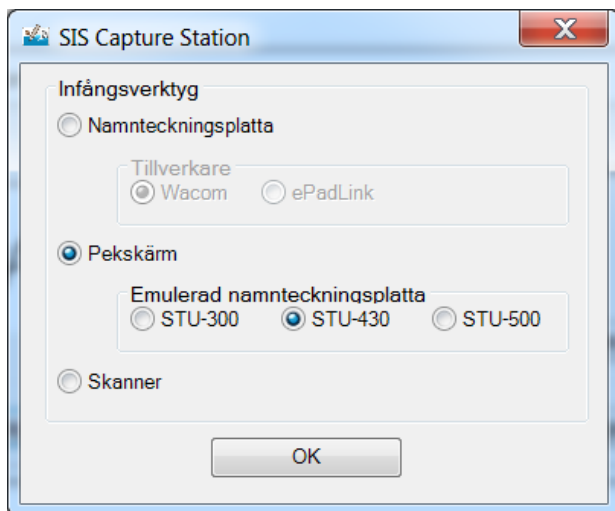 SIS Capture Station
Infångsverktyg
Namnteckningsplatta
Tillverkare
Wacom ePadLink
Pekskärm
Emulerad namnteckningsplatta
STU-300 STU-430 STU-500
Skanner
OK